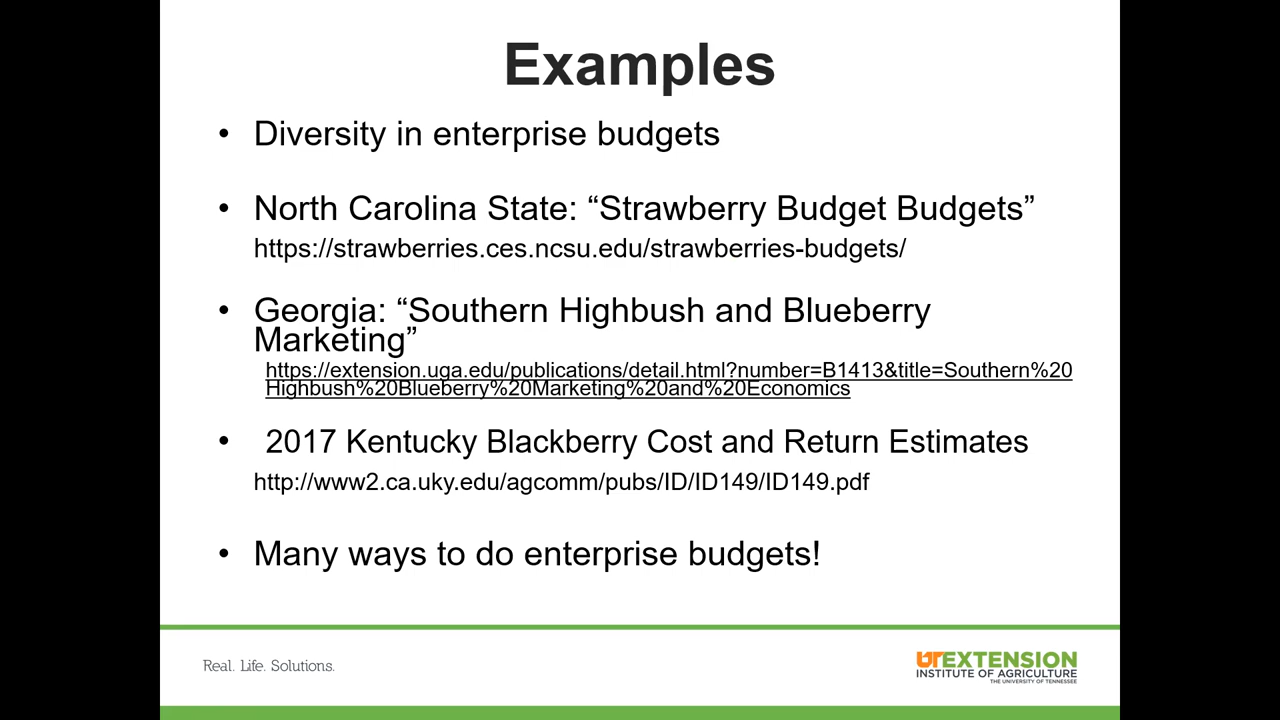 Examples
• Diversity in enterprise budgets
• North Carolina State: “Strawberry Budget Budgets”
https://strawberries.ces.ncsu.edu/strawberries-budgets/
• Georgia: “Southern Highbush and Blueberry
Marketing”
https://extension.uga.edu/publications/detail.html?number=B1413&title=Southern%20
Highbush%20Blueberry%20Marketing%20and%20Economics
• 2017 Kentucky Blackberry Cost and Return Estimates
http://www2.ca.uky.edu/agcomm/pubs/ID/ID149/ID149.pdf
• Many ways to do enterprise budgets!
Real. Life. Solutions.
UTEXTENSION
INSTITUTE OF AGRICULTURE
THE UNIVERSITY OF TENNESSEE